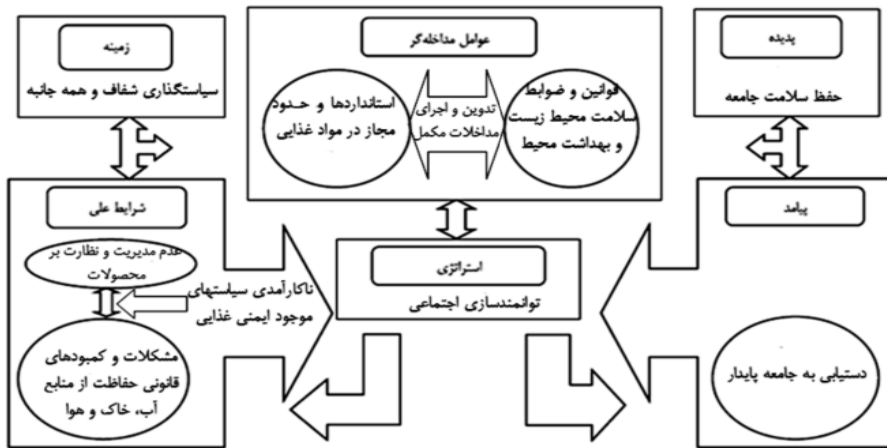 پدیده
حفظ سلامت جامعه
عوامل مداخله‌گر
قوانین و ضوابط
سلامت محیط زیست
و بهداشت محیط
تدوین و اجرای
مداخلات مکمل
استانداردها و حدود
مجاز در مواد غذایی
زمینه
سیاستگذاری شفاف و همه جانبه
پیامد
دستیابی به جامعه پایدار
استراتژی
توانمندسازی اجتماعی
شرایط علی
عدم مدیریت و نظارت بر
محصولات
ناکارآمدی سیاستهای
موجود ایمنی غذایی
مشکلات و کمبودهای
قانونی حفاظت از منابع
آب، خاک و هوا